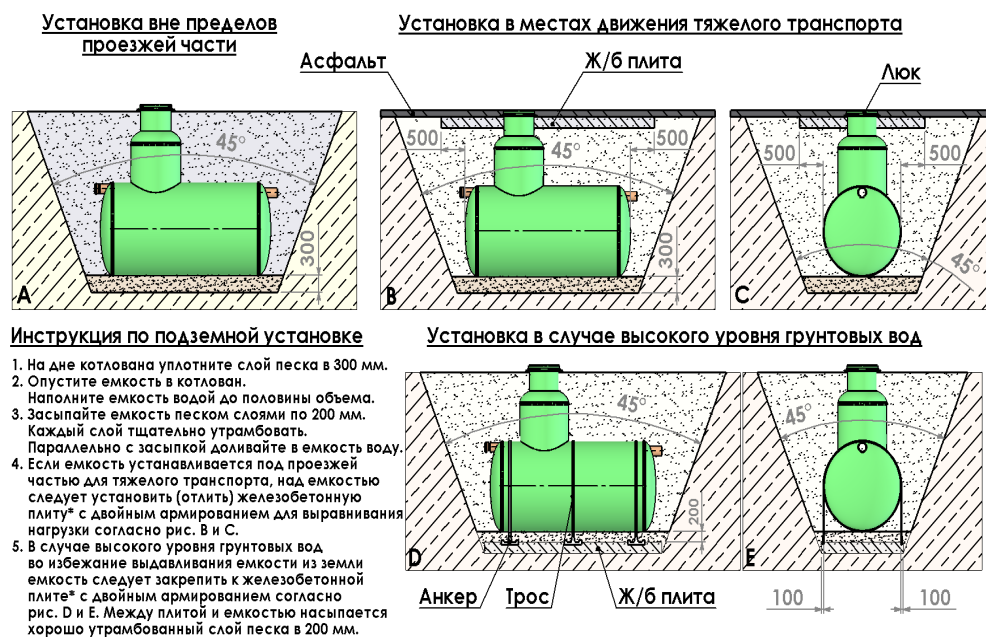 Установка вне пределов
проезжей части
Установка в местах движения тяжелого транспорта
Асфальт
Ж/б плита
Люк
45°
500
45°
500
500
500
300
300
45°
A
B
C
Инструкция по подземной установке
1. На дне котлована уплотните слой песка в 300 мм.
2. Опустите емкость в котлован.
Наполните емкость водой до половины объема.
3. Засыпайте емкость песком слоями по 200 мм.
Каждый слой тщательно утрамбовать.
Параллельно с засыпкой доливайте в емкость воду.
4. Если емкость устанавливается под проезжей
частью для тяжелого транспорта, над емкостью
следует установить (отлить) железобетонную
плиту* с двойным армированием для выравнивания
нагрузки согласно рис. B и C.
5. В случае высокого уровня грунтовых вод
во избежание выдавливания емкости из земли
емкость следует закрепить к железобетонной
плите* с двойным армированием согласно
рис. D и E. Между плитой и емкостью насыпается
хорошо утрамбованный слой песка в 200 мм.
Установка в случае высокого уровня грунтовых вод
45°
45°
200
D
E
Анкер
Трос
Ж/б плита
100
100